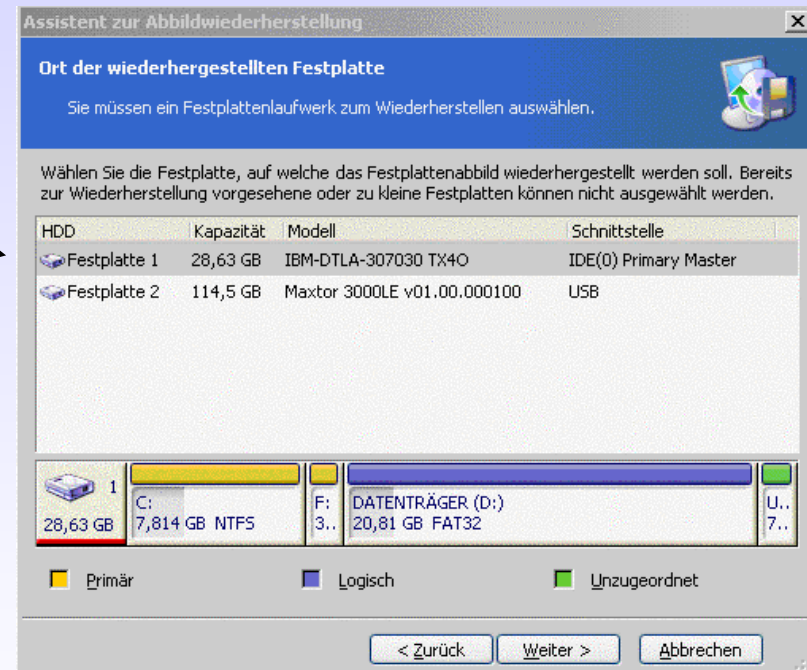 Assistent zur Abbildwiederherstellung
Ort der wiederhergestellten Festplatte
Sie müssen ein Festplattenlaufwerk zum Wiederherstellen auswählen.
Wählen Sie die Festplatte, auf welche das Festplattenabbild wiederhergestellt werden soll. Bereits
zur Wiederherstellung vorgesehene oder zu kleine Festplatten können nicht ausgewählt werden.
HDD Kapazität Modell Schnittstelle
Festplatte 1 28,63 GB IBM-DTLA-307030 TX4O IDE(0) Primary Master
Festplatte 2 114,5 GB Maxtor 3000LE v01.00.000100 USB
1 C: F: DATENTRÄGER (D:) U..
28,63 GB 7,814 GB NTFS 3.. 20,81 GB FAT32 7..
Primär Logisch Unzugeordnet
< Zurück Weiter > Abbrechen